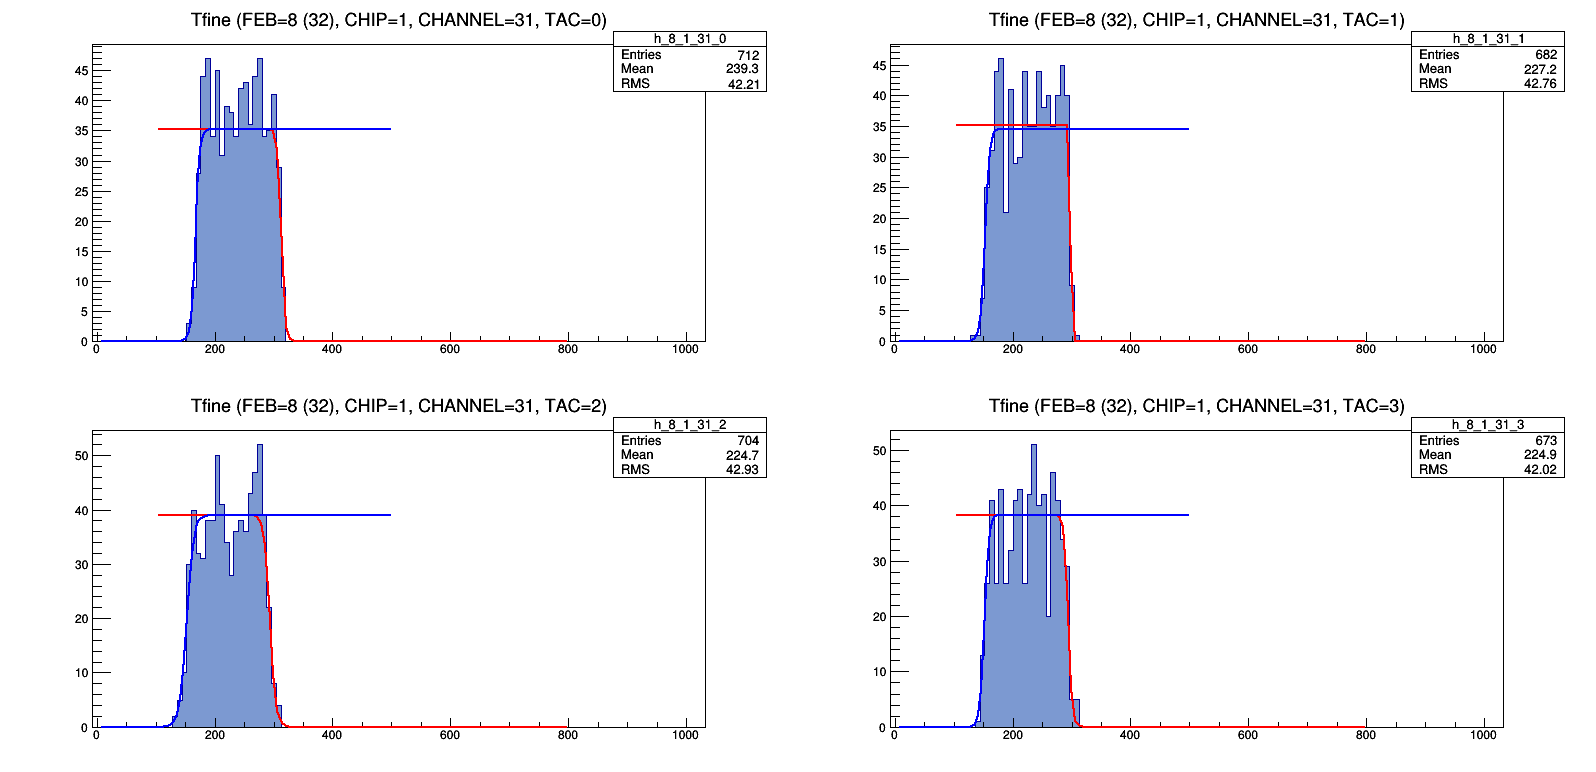 Tfine (FEB=8 (32), CHIP=1, CHANNEL=31, TAC=0)
h_8_1_31_0
Entries 712
Mean 239.3
RMS 42.21
45
40
35
30
25
20
15
10
5
0
0 200 400 600 800 1000
Tfine (FEB=8 (32), CHIP=1, CHANNEL=31, TAC=1)
h_8_1_31_1
Entries 682
Mean 227.2
RMS 42.76
45
40
35
30
25
20
15
10
5
0
0 200 400 600 800 1000
Tfine (FEB=8 (32), CHIP=1, CHANNEL=31, TAC=2)
h_8_1_31_2
Entries 704
Mean 224.7
RMS 42.93
50
40
30
20
10
0
0 200 400 600 800 1000
Tfine (FEB=8 (32), CHIP=1, CHANNEL=31, TAC=3)
h_8_1_31_3
Entries 673
Mean 224.9
RMS 42.02
50
40
30
20
10
0
0 200 400 600 800 1000